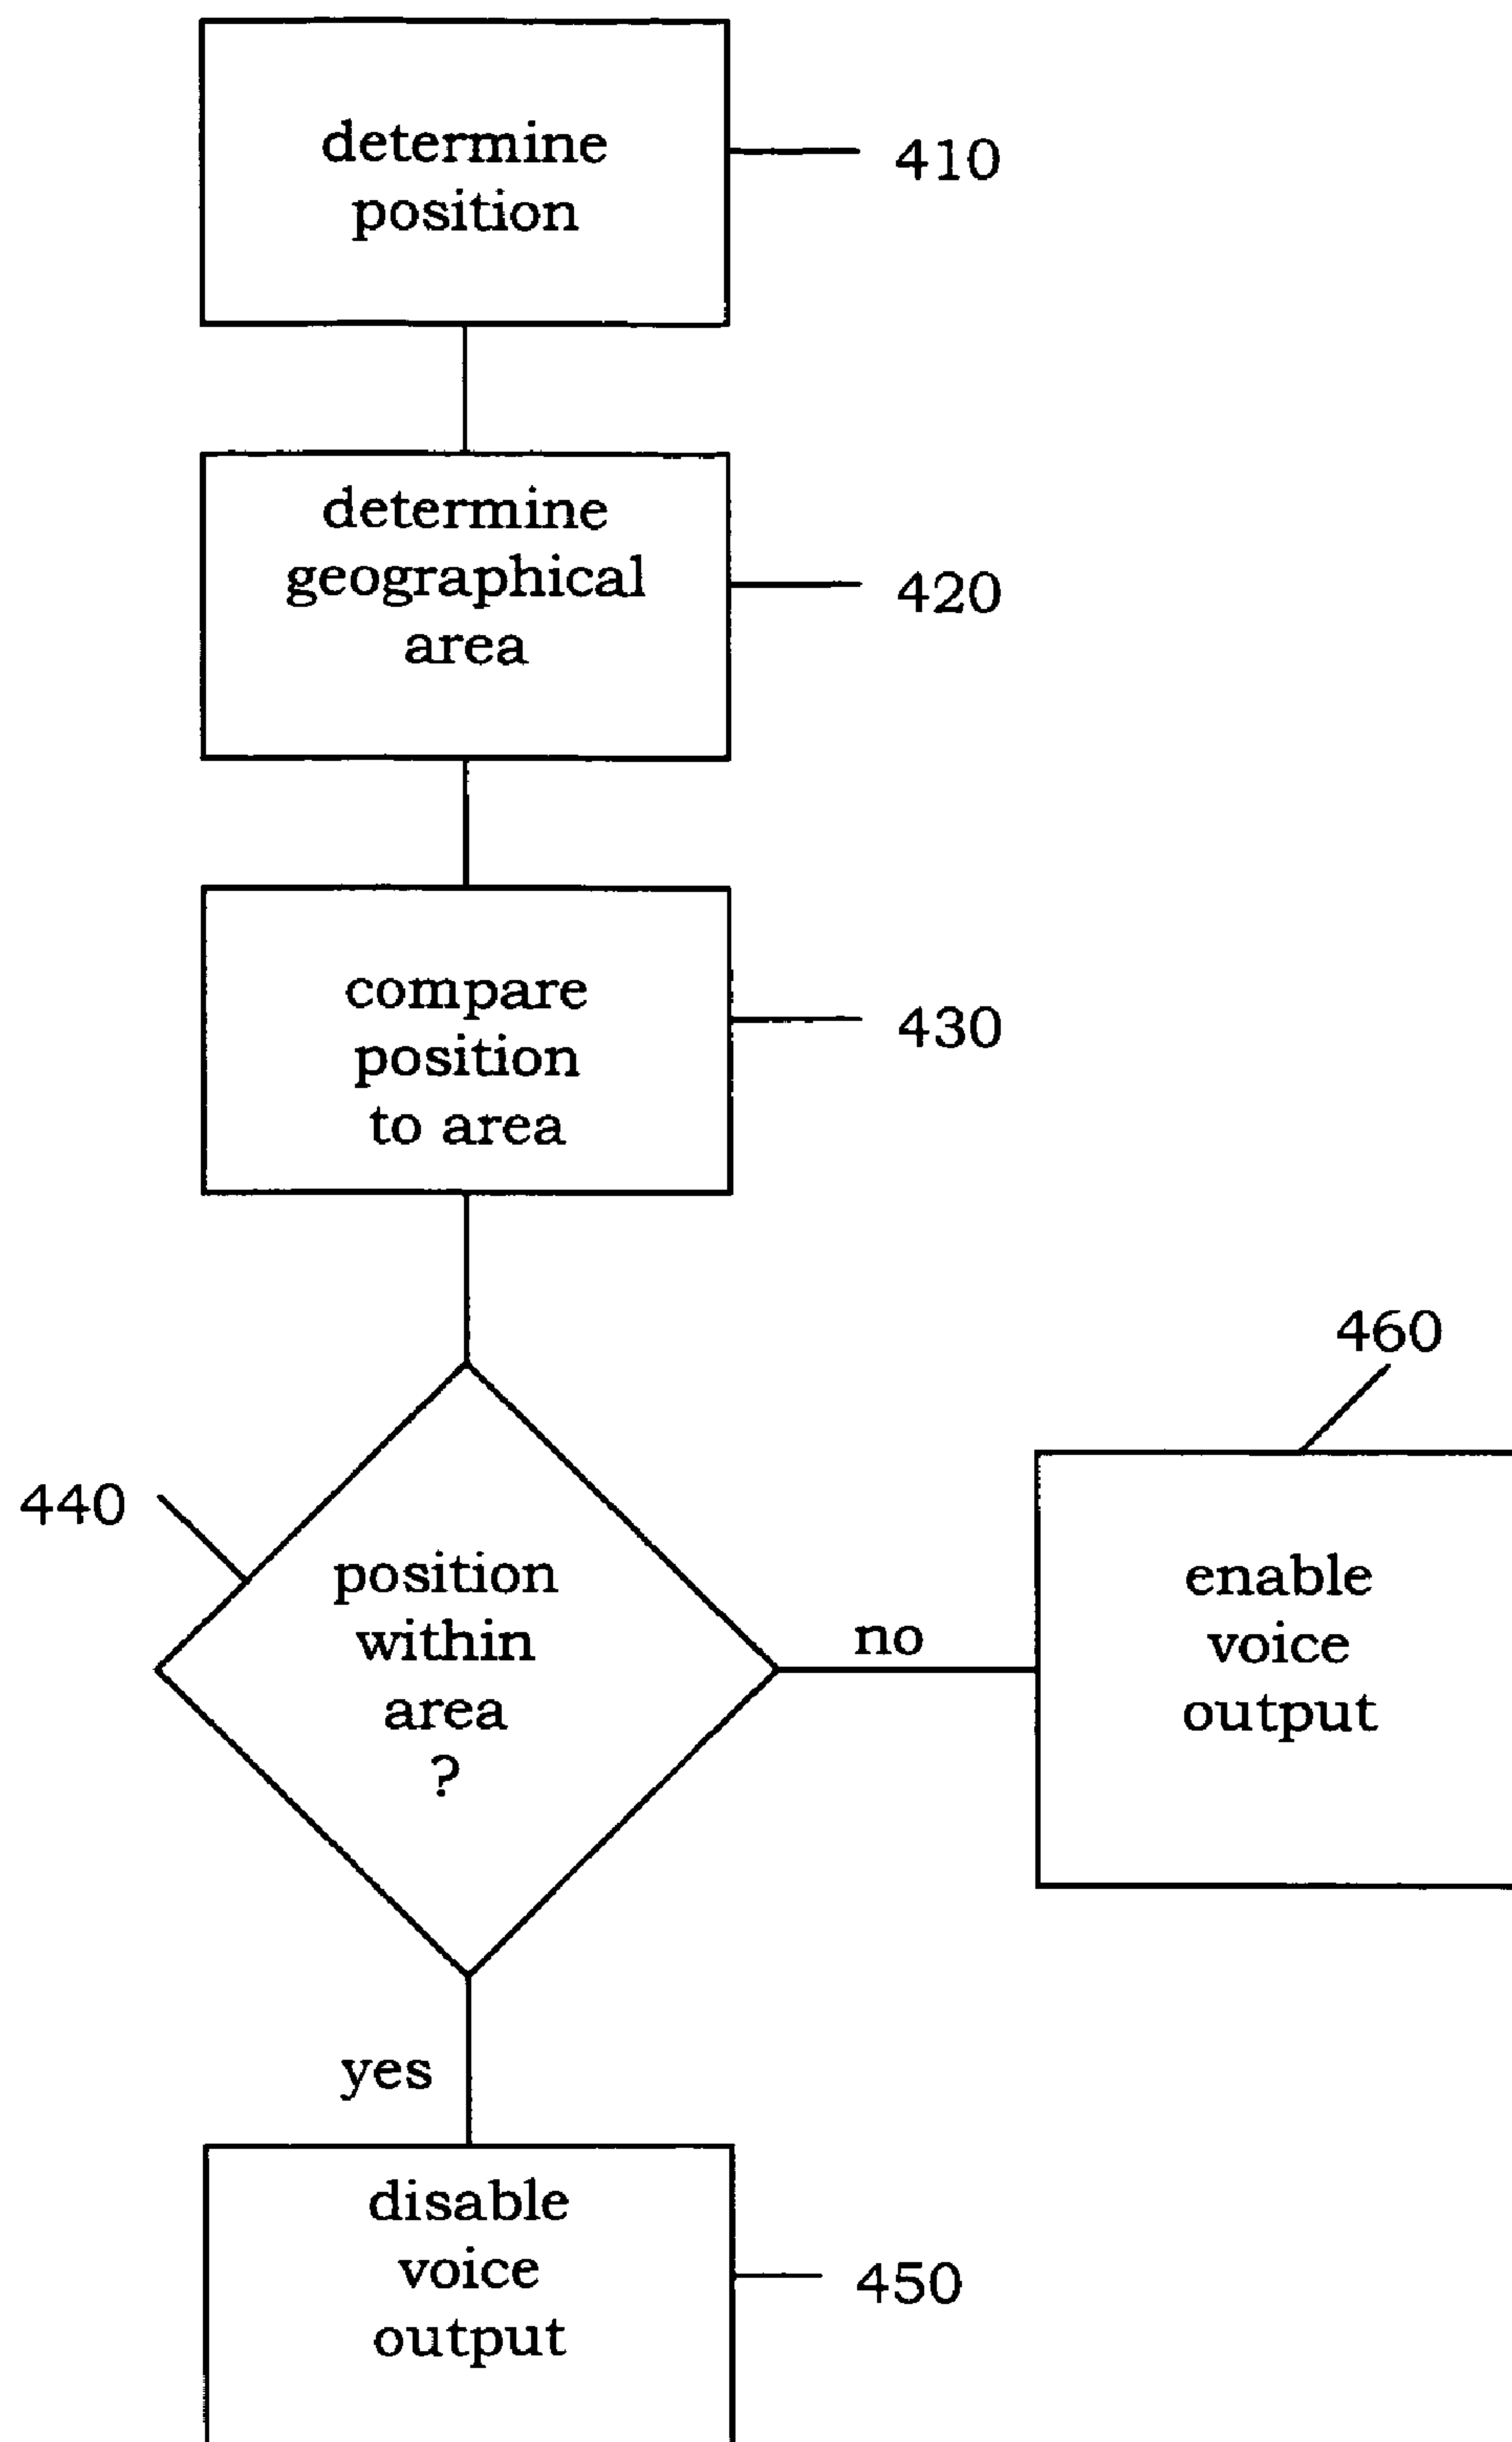 determine
position
410
determine
geographical
area
420
compare
position
to area
430
440
position
within
area
?
no
460
enable
voice
output
yes
disable
voice
output
450